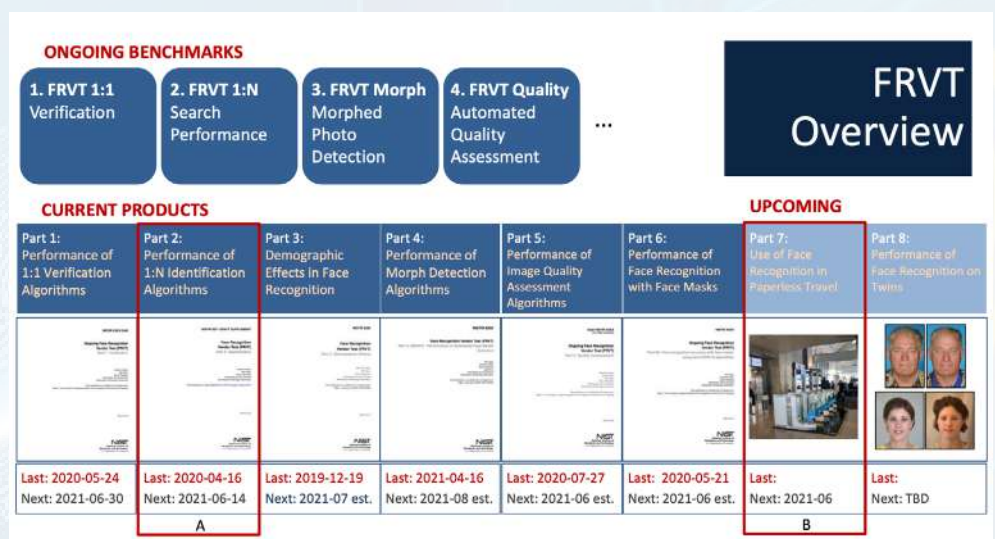 ONGOING BENCHMARKS
1. FRVT 1:1
Verification
2. FRVT 1:N
Search
Performance
3. FRVT Morph
Morphed
Photo
Detection
4. FRVT Quality
Automated
Quality
Assessment
...
FRVT
Overview
CURRENT PRODUCTS
UPCOMING
Part 1:
Performance of
1:1 Verification
Algorithms
Part 2:
Performance of
1:N Identification
Algorithms
Part 3:
Demographic
Effects in Face
Recognition
Part 4:
Performance of
Morph Detection
Algorithms
Part 5:
Performance of
Image Quality
Assessment
Algorithms
Part 6:
Performance of
Face Recognition
with Face Masks
Part 7:
Use of Face
Recognition in
Paperless Travel
Part 8:
Performance of
Face Recognition on
Twins
NIST
NIST
NIST
NIST
NIST
NIST
Last: 2020-05-24
Next: 2021-06-30
Last: 2020-04-16
Next: 2021-06-14
Last: 2019-12-19
Next: 2021-07 est.
Last: 2021-04-16
Next: 2021-08 est.
Last: 2020-07-27
Next: 2021-06 est.
Last: 2020-05-21
Next: 2021-06 est.
Last:
Next: 2021-06
Last:
Next: TBD
A
B